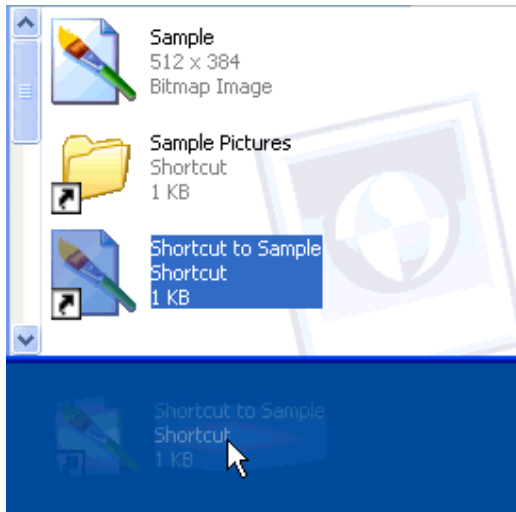 Sample
512 x 384
Bitmap Image
Sample Pictures
Shortcut
1 KB
Shortcut to Sample
Shortcut
1 KB
Shortcut to Sample
Shortcut
1 KB